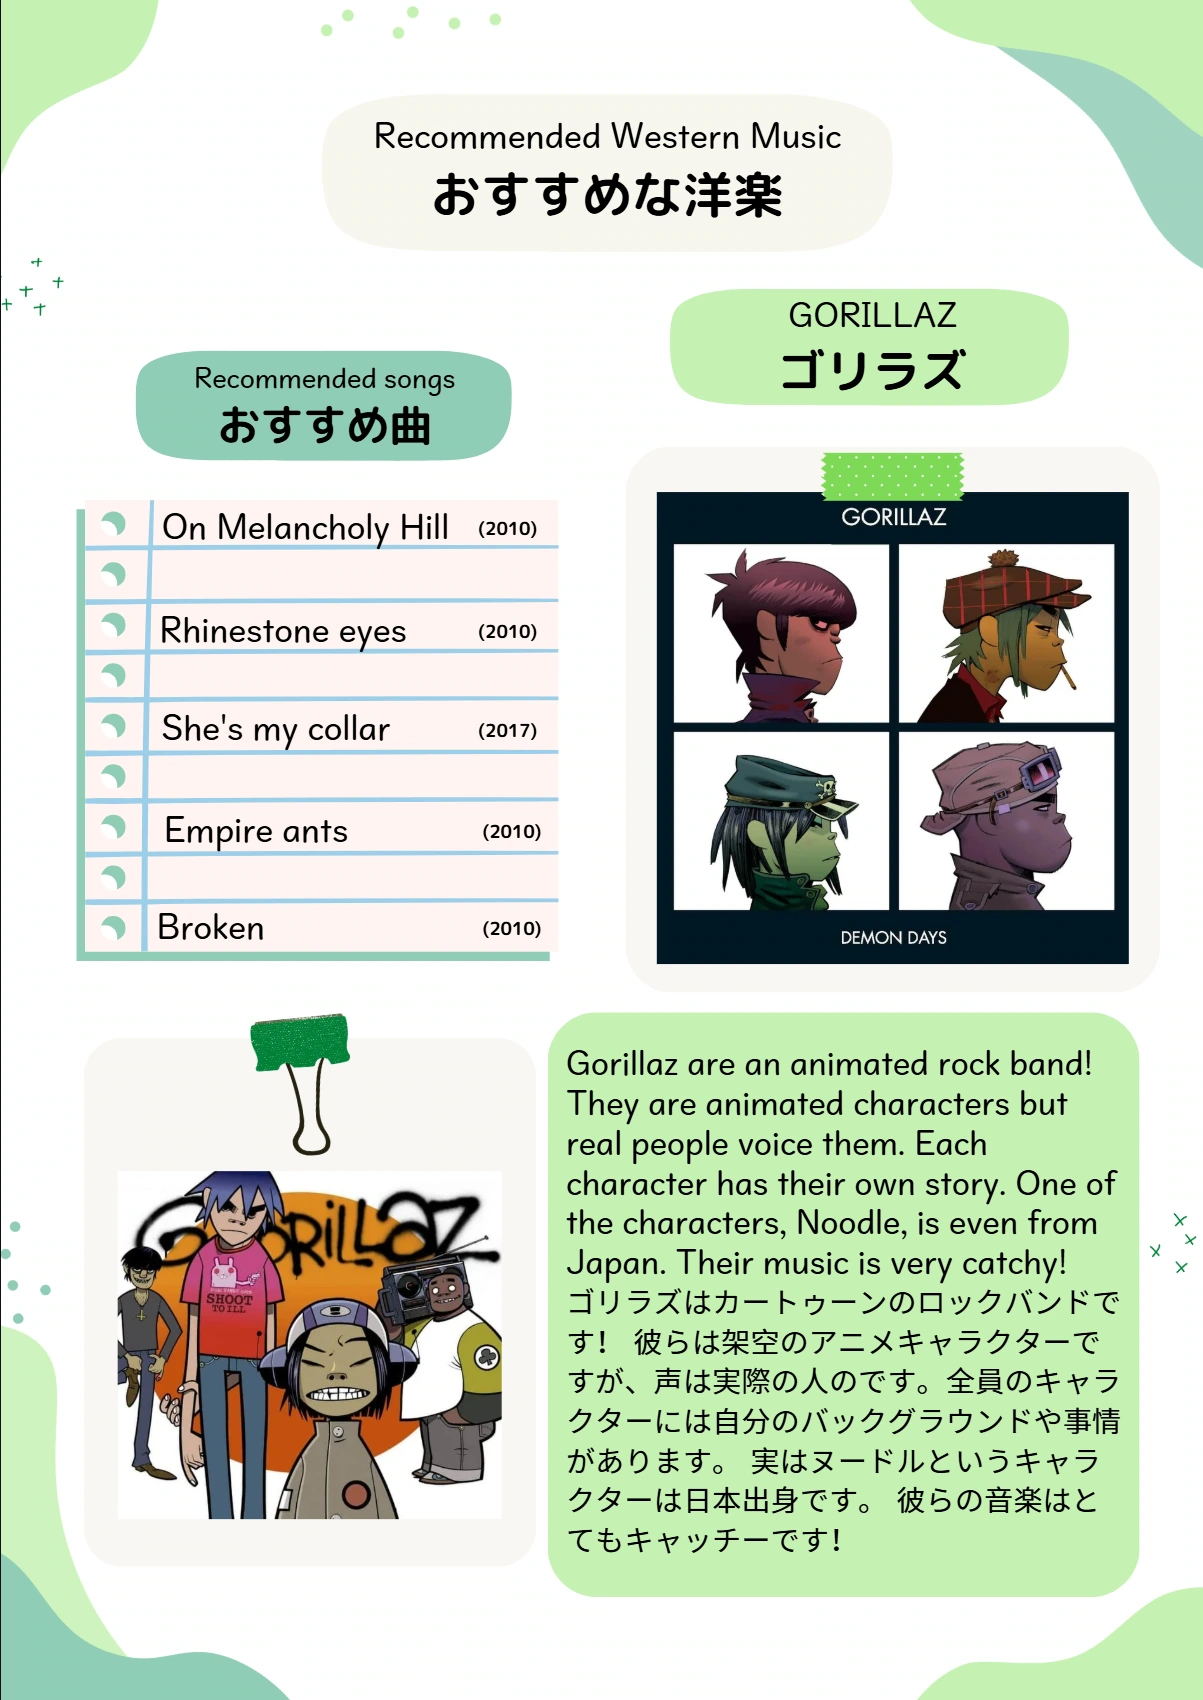 Recommended Western Music
おすすめな洋楽
GORILLAZ
ゴリラズ
Recommended songs
おすすめ曲
On Melancholy Hill (2010)
Rhinestone eyes (2010)
She's my collar (2017)
Empire ants (2010)
Broken (2010)
GORILLAZ
DEMON DAYS
GORILLAZ
SHOOT
TO ILL
Gorillaz are an animated rock band!
They are animated characters but
real people voice them. Each
character has their own story. One of
the characters, Noodle, is even from
Japan. Their music is very catchy!
ゴリラズはカートゥーンのロックバンドで
す！ 彼らは架空のアニメキャラクターで
すが、声は実際の人のです。全員のキャラ
クターには自分のバックグラウンドや事情
があります。 実はヌードルというキャラ
クターは日本出身です。 彼らの音楽はと
てもキャッチーです！